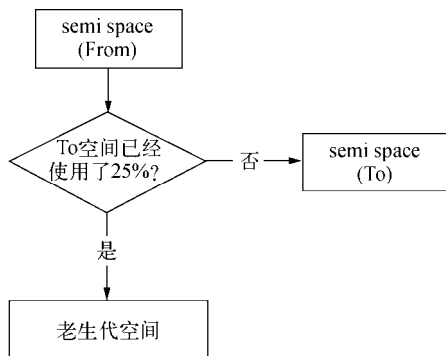 semi space
(From)
To空间已经
使用了25%?
否
semi space
(To)
是
老生代空间